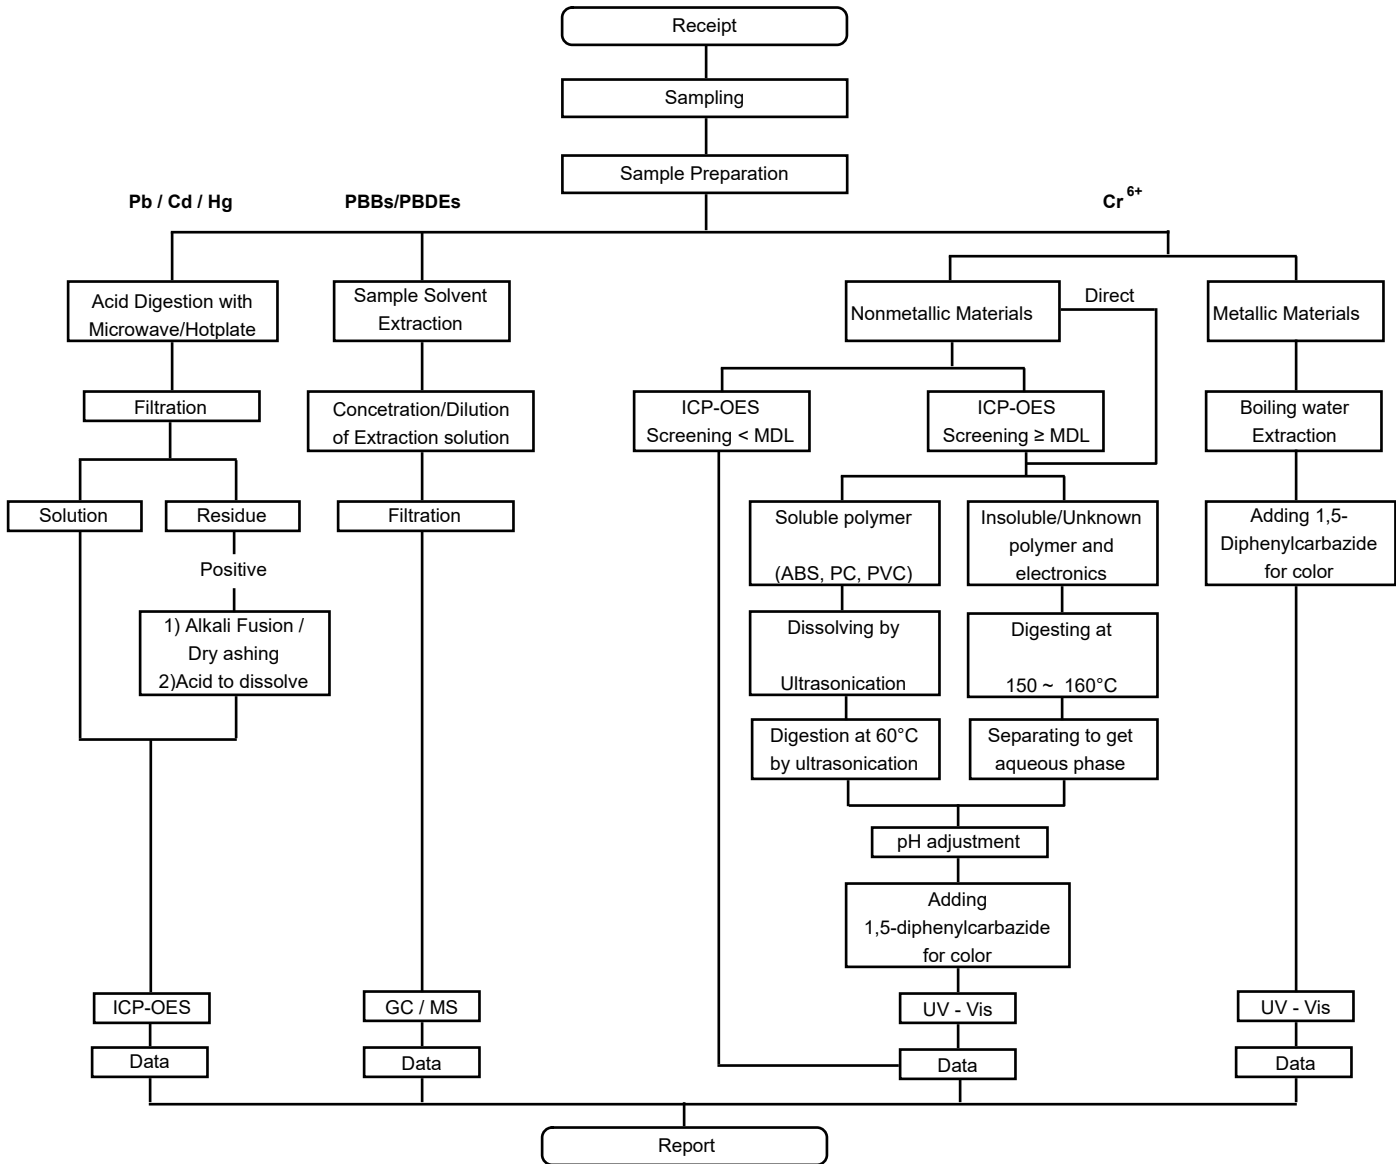 Receipt
Sampling
Sample Preparation
Pb / Cd / Hg
PBBs/PBDEs
Cr 6+
Acid Digestion with
Microwave/Hotplate
Filtration
Solution
Residue
Positive
1) Alkali Fusion /
Dry ashing
2)Acid to dissolve
ICP-OES
Data
Sample Solvent
Extraction
Concetration/Dilution
of Extraction solution
Filtration
GC / MS
Data
Nonmetallic Materials
Direct
ICP-OES
Screening < MDL
ICP-OES
Screening ≥ MDL
Soluble polymer
(ABS, PC, PVC)
Dissolving by
Ultrasonication
Digestion at 60°C
by ultrasonication
Insoluble/Unknown
polymer and
electronics
Digesting at
150 ~ 160°C
Separating to get
aqueous phase
pH adjustment
Adding
1,5-diphenylcarbazide
for color
UV - Vis
Data
Metallic Materials
Boiling water
Extraction
Adding 1,5-
Diphenylcarbazide
for color
UV - Vis
Data
Report